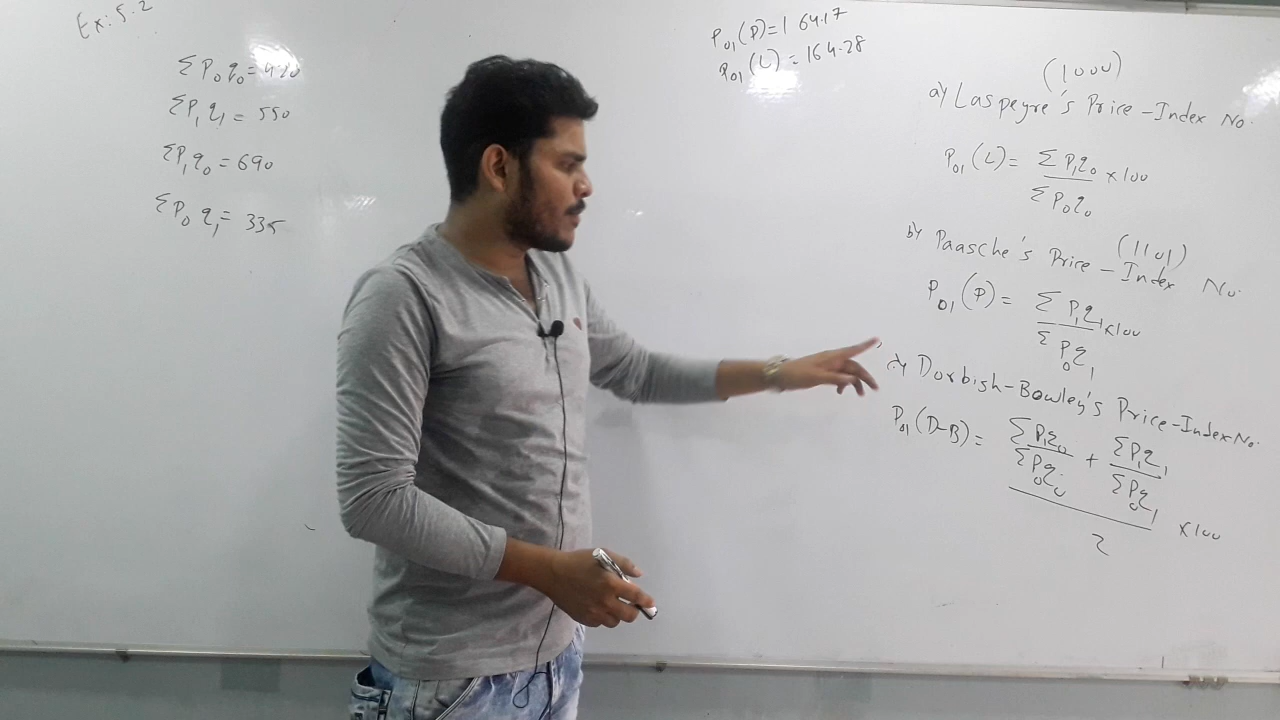 Ex: 5.2
ΣP₀q₀ = 420
ΣP₁q₁ = 550
ΣP₁q₀ = 690
ΣP₀q₁ = 335
P₀₁(P) = 164.17
P₀₁(L) = 164.28
(1000)
a) Laspeyre's Price - Index No.
P₀₁(L) = ΣP₁q₀ / ΣP₀q₀ × 100
b) Paasche's Price - Index No.
(1101)
P₀₁(P) = ΣP₁q₁ / ΣP₀q₁ × 100
c) Dorbish-Bowley's Price-Index No.
P₀₁(D-B) = (ΣP₁q₀ / ΣP₀q₀ + ΣP₁q₁ / ΣP₀q₁) / 2 × 100